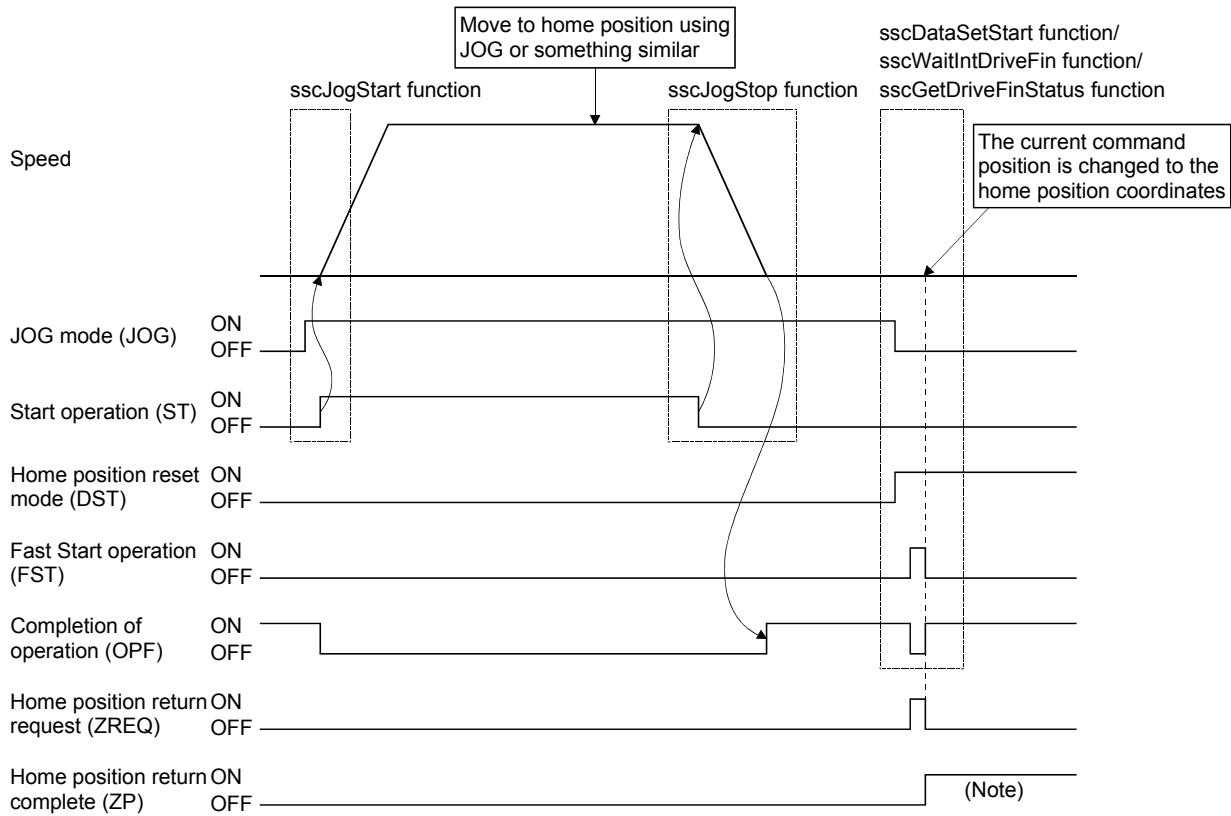 Move to home position using
JOG or something similar
sscDataSetStart function/
sscWaitIntDriveFin function/
sscGetDriveFinStatus function
sscJogStart function
sscJogStop function
The current command
position is changed to the
home position coordinates
Speed
JOG mode (JOG)
ON
OFF
Start operation (ST)
ON
OFF
Home position reset
mode (DST)
ON
OFF
Fast Start operation
(FST)
ON
OFF
Completion of
operation (OPF)
ON
OFF
Home position return
request (ZREQ)
ON
OFF
Home position return
complete (ZP)
ON
OFF
(Note)